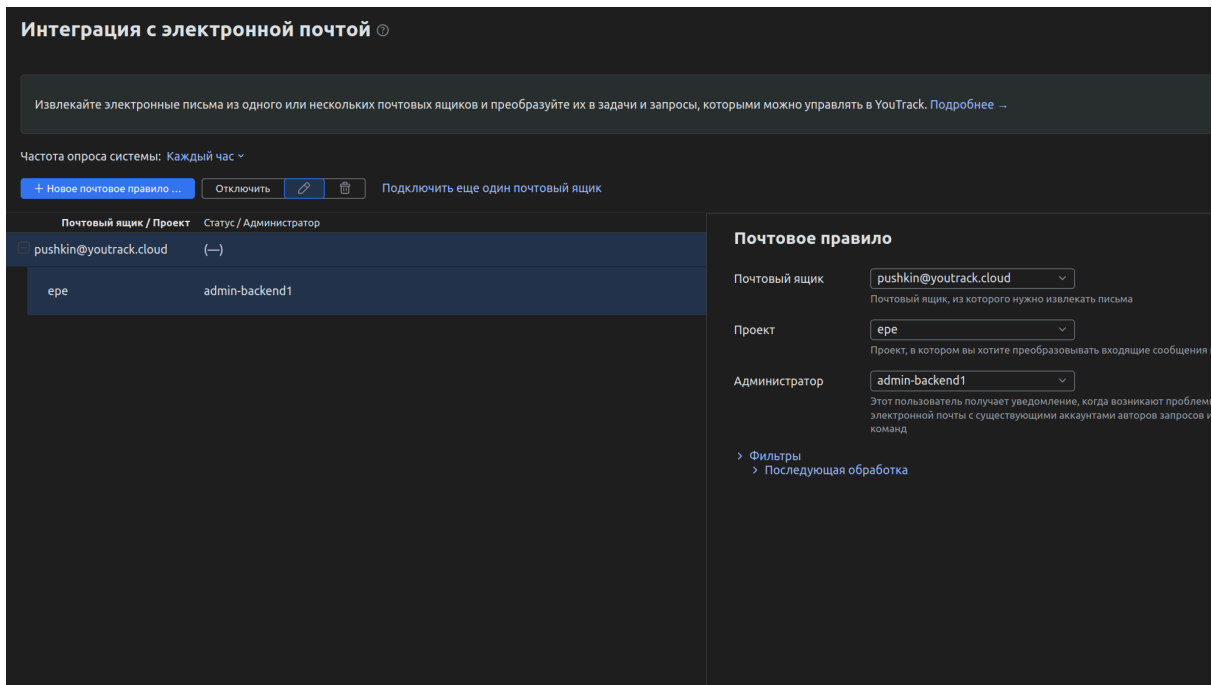 Интеграция с электронной почтой
Извлекайте электронные письма из одного или нескольких почтовых ящиков и преобразуйте их в задачи и запросы, которыми можно управлять в YouTrack. Подробнее →
Частота опроса системы: Каждый час
+ Новое почтовое правило ... Отключить Подключить еще один почтовый ящик
Почтовый ящик / Проект Статус / Администратор
pushkin@youtrack.cloud (—)
epe admin-backend1
Почтовое правило
Почтовый ящик pushkin@youtrack.cloud
Почтовый ящик, из которого нужно извлекать письма
Проект epe
Проект, в котором вы хотите преобразовывать входящие сообщения
Администратор admin-backend1
Этот пользователь получает уведомление, когда возникают проблем
электронной почты с существующими аккаунтами авторов запросов и
команд
> Фильтры
> Последующая обработка